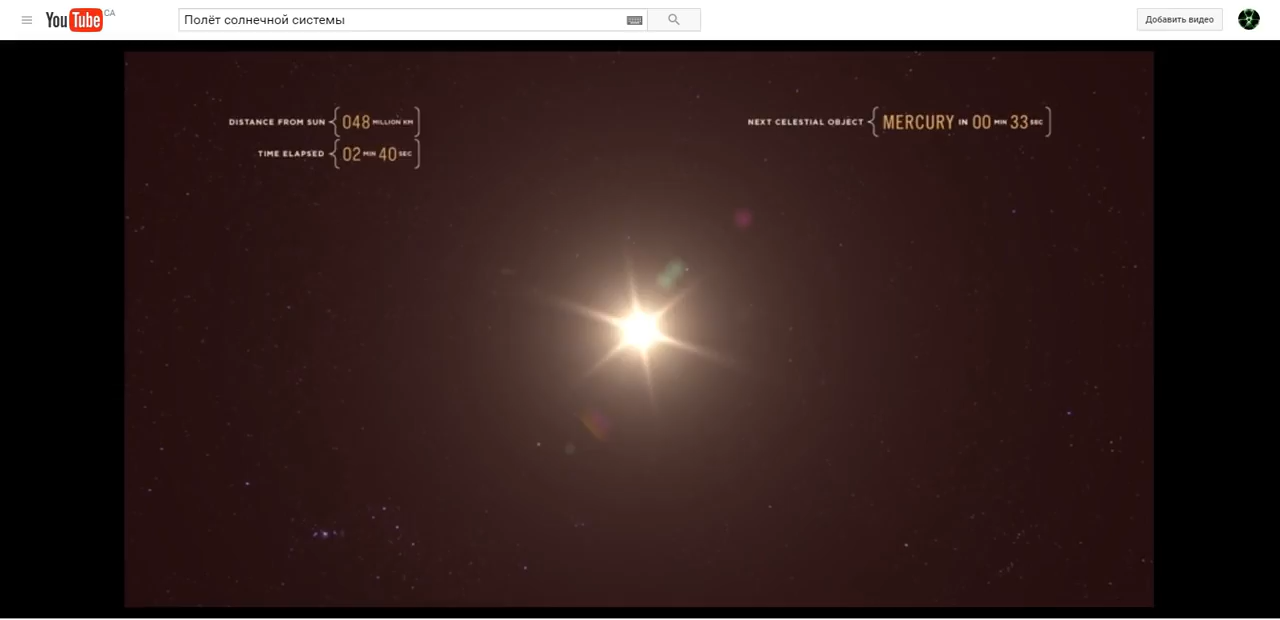 YouTube CA
Полёт солнечной системы
Добавить видео
DISTANCE FROM SUN 048 MILLION KM
TIME ELAPSED 02 MIN 40 SEC
NEXT CELESTIAL OBJECT MERCURY IN 00 MIN 33 SEC